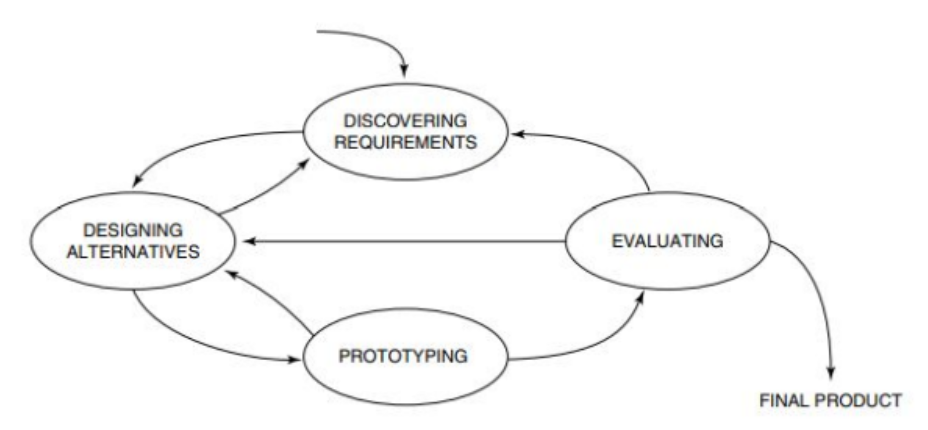 DISCOVERING
REQUIREMENTS
DESIGNING
ALTERNATIVES
EVALUATING
PROTOTYPING
FINAL PRODUCT